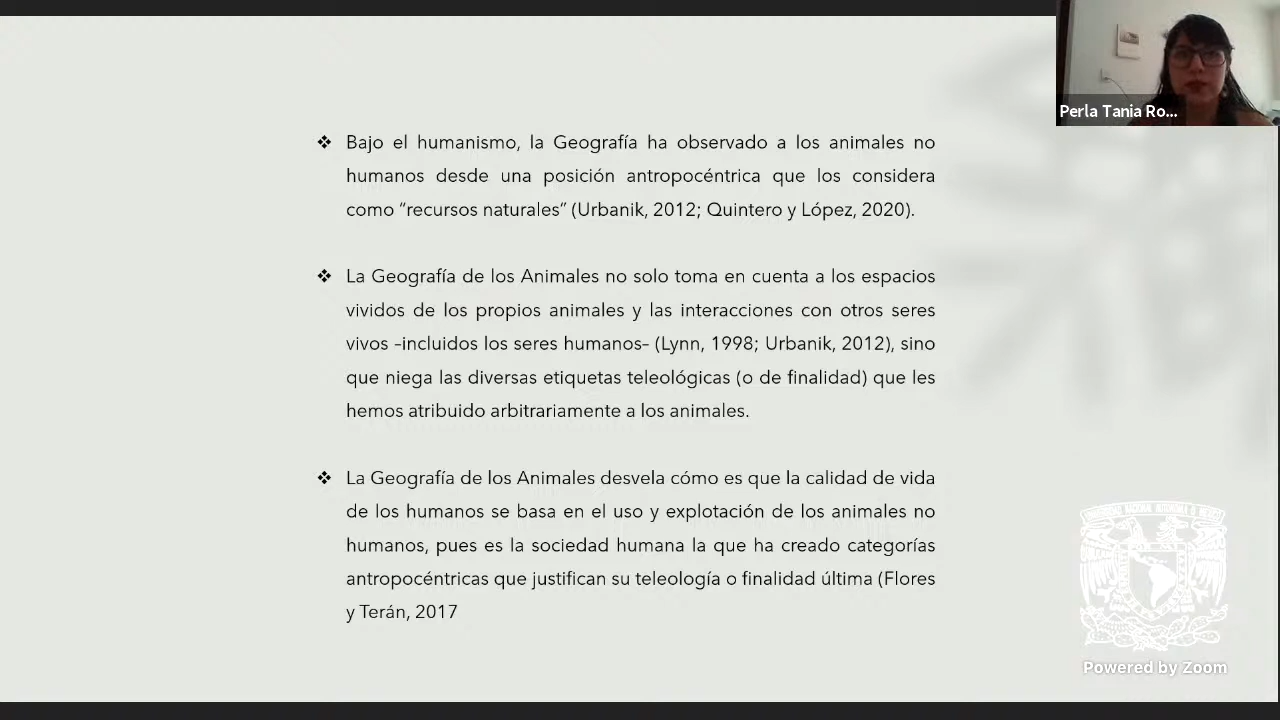 Perla Tania Ro...
❖ Bajo el humanismo, la Geografía ha observado a los animales no
humanos desde una posición antropocéntrica que los considera
como “recursos naturales” (Urbanik, 2012; Quintero y López, 2020).
❖ La Geografía de los Animales no solo toma en cuenta a los espacios
vividos de los propios animales y las interacciones con otros seres
vivos –incluidos los seres humanos– (Lynn, 1998; Urbanik, 2012), sino
que niega las diversas etiquetas teleológicas (o de finalidad) que les
hemos atribuido arbitrariamente a los animales.
❖ La Geografía de los Animales desvela cómo es que la calidad de vida
de los humanos se basa en el uso y explotación de los animales no
humanos, pues es la sociedad humana la que ha creado categorías
antropocéntricas que justifican su teleología o finalidad última (Flores
y Terán, 2017
Powered by Zoom